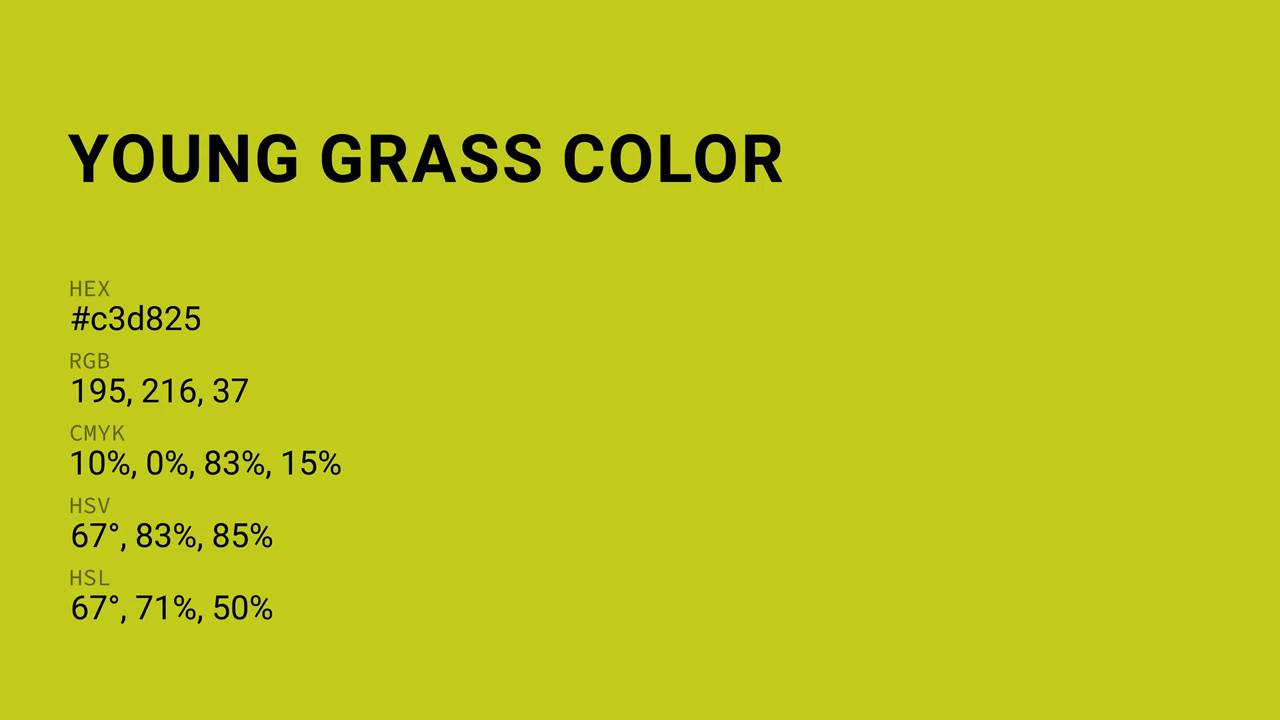 YOUNG GRASS COLOR
HEX
#c3d825
RGB
195, 216, 37
CMYK
10%, 0%, 83%, 15%
HSV
67°, 83%, 85%
HSL
67°, 71%, 50%